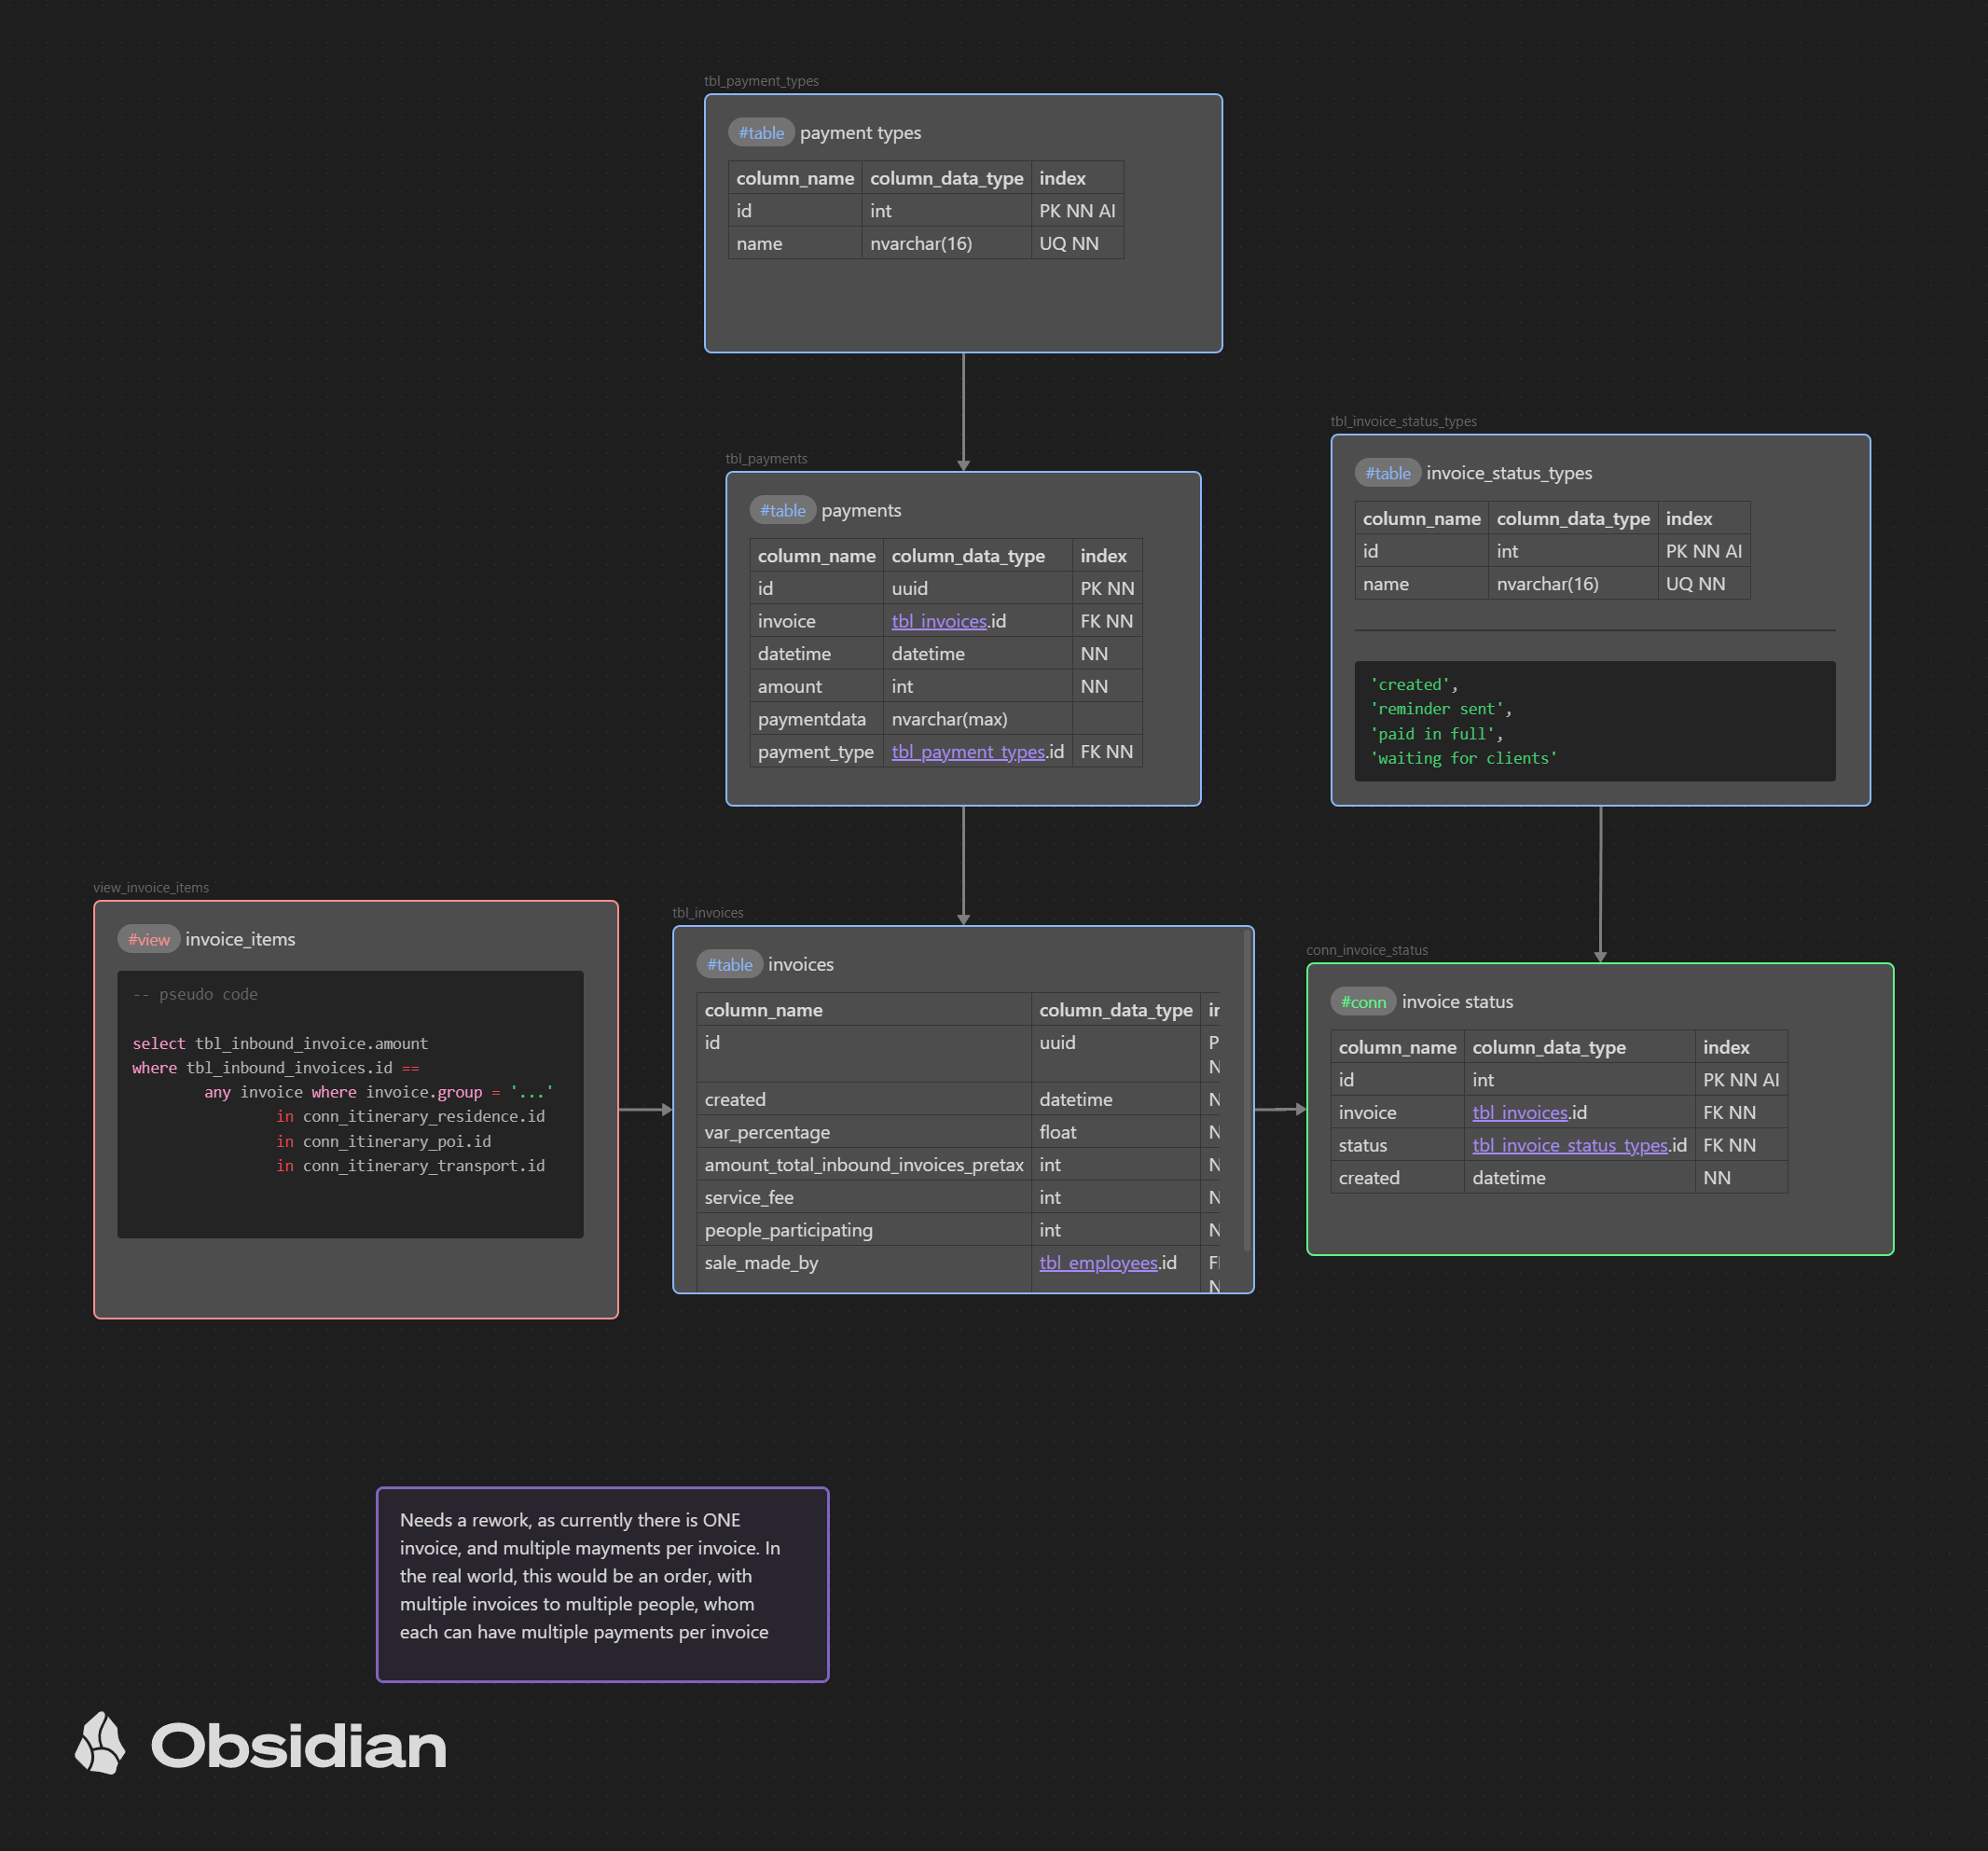 tbl_payment_types
#table payment types
column_name column_data_type index
id int PK NN AI
name nvarchar(16) UQ NN
tbl_payments
#table payments
column_name column_data_type index
id uuid PK NN
invoice tbl_invoices.id FK NN
datetime datetime NN
amount int NN
paymentdata nvarchar(max)
payment_type tbl_payment_types.id FK NN
tbl_invoice_status_types
#table invoice_status_types
column_name column_data_type index
id int PK NN AI
name nvarchar(16) UQ NN
'created',
'reminder sent',
'paid in full',
'waiting for clients'
view_invoice_items
#view invoice_items
-- pseudo code
select tbl_inbound_invoice.amount
where tbl_inbound_invoices.id ==
any invoice where invoice.group = '...'
in conn_itinerary_residence.id
in conn_itinerary_poi.id
in conn_itinerary_transport.id
tbl_invoices
#table invoices
column_name column_data_type
id uuid P
N
created datetime N
var_percentage float N
amount_total_inbound_invoices_pretax int N
service_fee int N
people_participating int N
sale_made_by tbl_employees.id F
N
conn_invoice_status
#conn invoice status
column_name column_data_type index
id int PK NN AI
invoice tbl_invoices.id FK NN
status tbl_invoice_status_types.id FK NN
created datetime NN
Needs a rework, as currently there is ONE
invoice, and multiple mayments per invoice. In
the real world, this would be an order, with
multiple invoices to multiple people, whom
each can have multiple payments per invoice
Obsidian